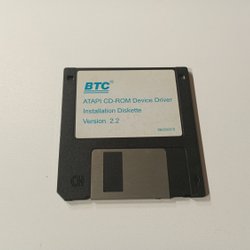 BTC
ATAPI CD-ROM Device Driver
Installation Diskette
Version 2.2